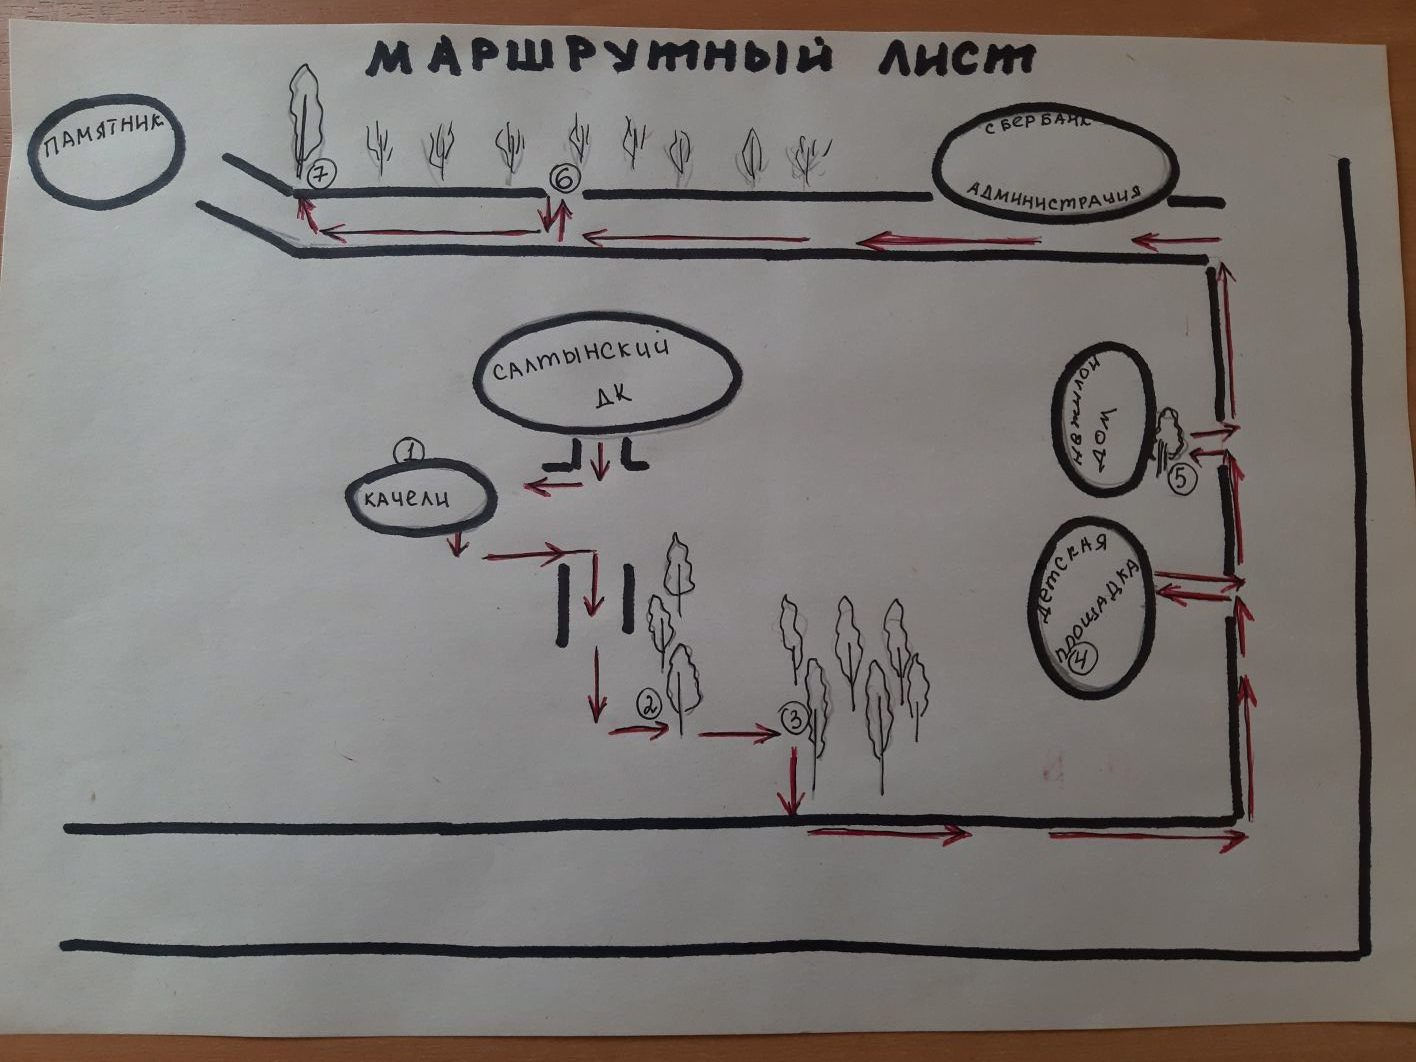 МАРШРУТНЫЙ ЛИСТ
ПАМЯТНИК
7
6
СБЕРБАНК
АДМИНИСТРАЦИЯ
САЛТЫНСКИЙ
ДК
1
КАЧЕЛИ
ЖИЛОЙ
ДОМ
5
ДЕТСКАЯ
ПЛОЩАДКА
4
2
3